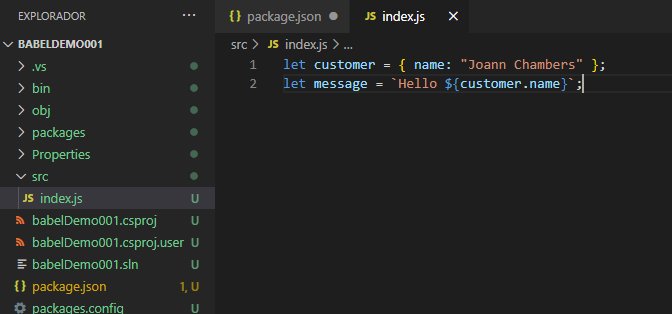 EXPLORADOR ...
BABELDEMO001
.vs
bin
obj
packages
Properties
src
JS index.js U
babelDemo001.csproj U
babelDemo001.csproj.user U
babelDemo001.sln U
{} package.json 1, U
packages.config U
{} package.json
JS index.js
src > JS index.js > ...
1 let customer = { name: "Joann Chambers" };
2 let message = `Hello ${customer.name}`;